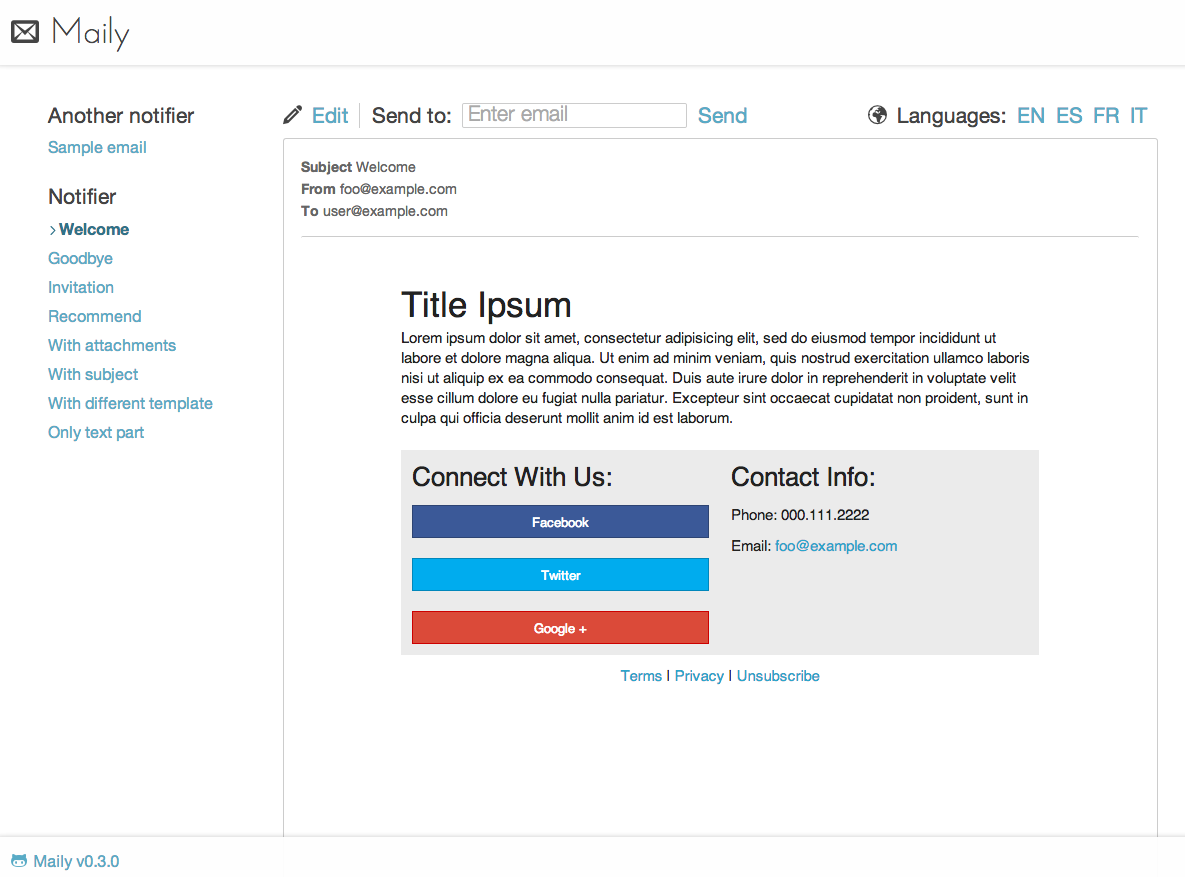 Maily
Another notifier
Sample email
Notifier
Welcome
Goodbye
Invitation
Recommend
With attachments
With subject
With different template
Only text part
Edit Send to: Enter email Send Languages: EN ES FR IT
Subject Welcome
From foo@example.com
To user@example.com
Title Ipsum
Lorem ipsum dolor sit amet, consectetur adipisicing elit, sed do eiusmod tempor incididunt ut
labore et dolore magna aliqua. Ut enim ad minim veniam, quis nostrud exercitation ullamco laboris
nisi ut aliquip ex ea commodo consequat. Duis aute irure dolor in reprehenderit in voluptate velit
esse cillum dolore eu fugiat nulla pariatur. Excepteur sint occaecat cupidatat non proident, sunt in
culpa qui officia deserunt mollit anim id est laborum.
Connect With Us:
Facebook
Twitter
Google +
Contact Info:
Phone: 000.111.2222
Email: foo@example.com
Terms | Privacy | Unsubscribe
Maily v0.3.0